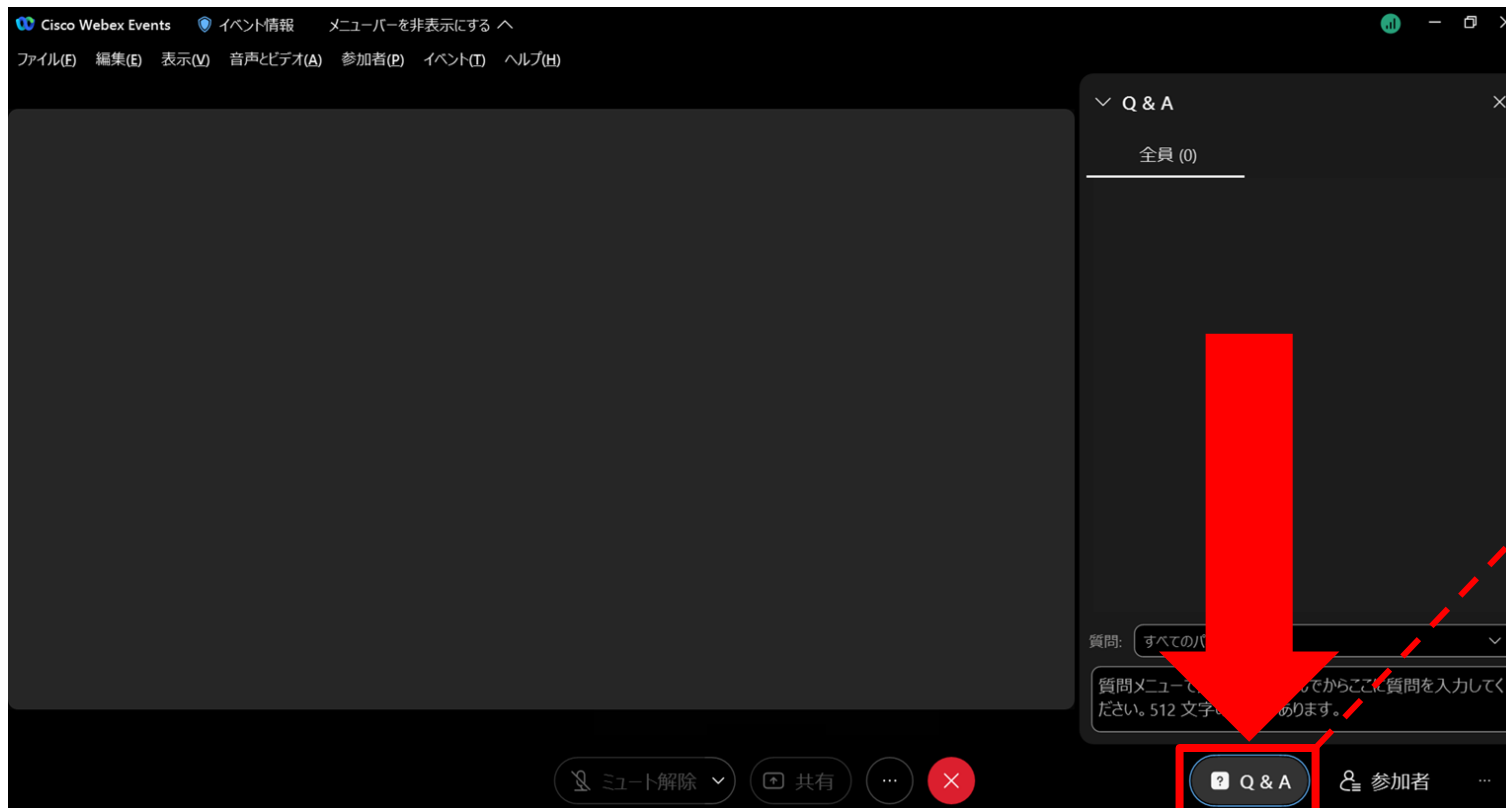 Cisco Webex Events イベント情報 メニューバーを非表示にする
ファイル(F) 編集(E) 表示(V) 音声とビデオ(A) 参加者(P) イベント(T) ヘルプ(H)
Q & A
全員 (0)
質問: すべての
質問メニューで んでからここに質問を入力してく
ださい。512 文字 あります。
ミュート解除 共有 ... Q & A 参加者 ...